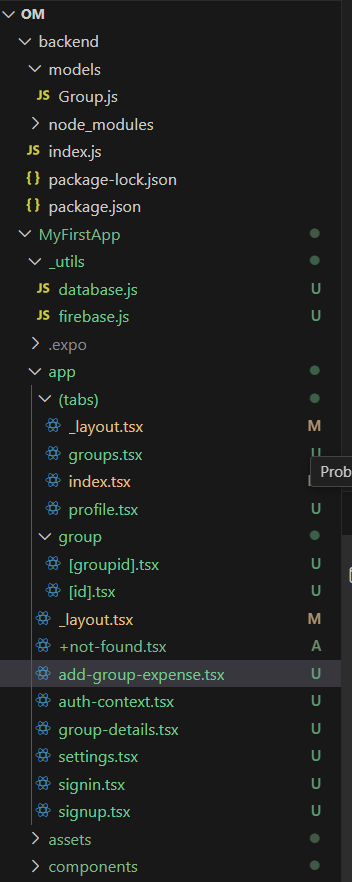 OM
backend
models
JS Group.js
node_modules
JS index.js
{} package-lock.json
{} package.json
MyFirstApp
_utils
JS database.js U
JS firebase.js U
.expo
app
(tabs)
_layout.tsx M
groups.tsx U
Prob
index.tsx
profile.tsx U
group
[groupid].tsx U
[id].tsx U
_layout.tsx M
+not-found.tsx A
add-group-expense.tsx U
auth-context.tsx U
group-details.tsx U
settings.tsx U
signin.tsx U
signup.tsx U
assets
components